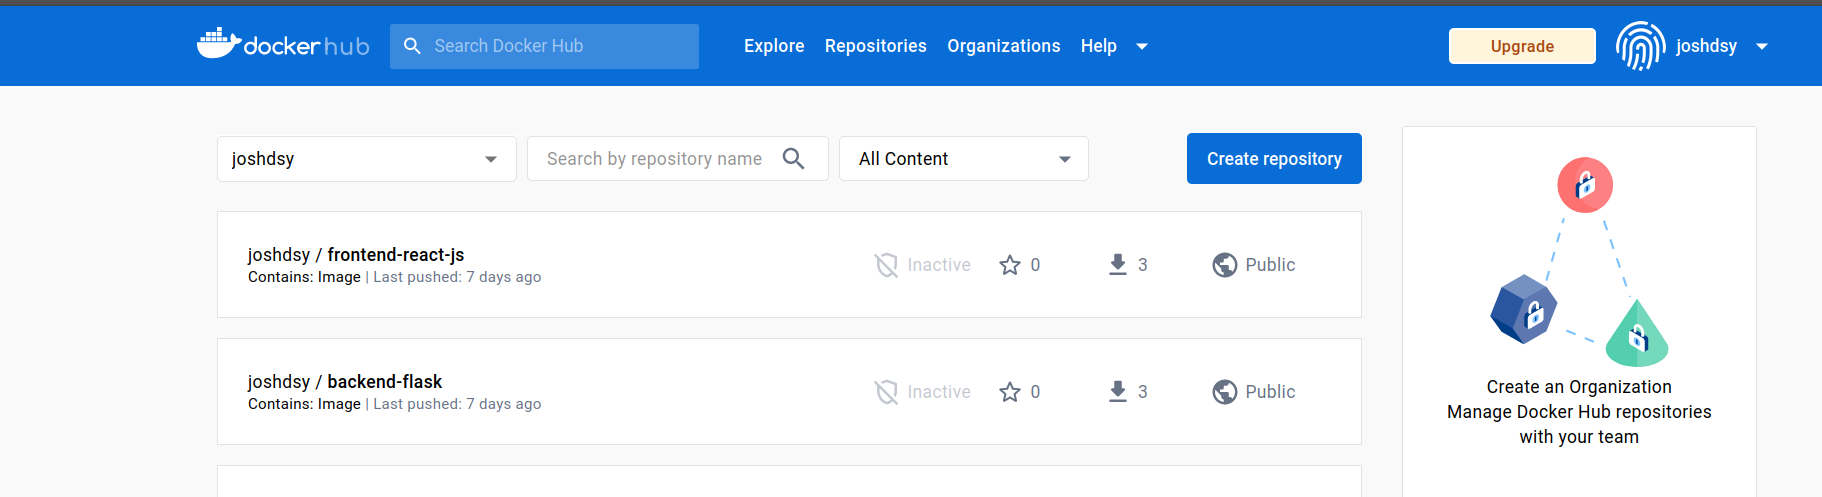 dockerhub Search Docker Hub Explore Repositories Organizations Help Upgrade joshdsy
joshdsy Search by repository name All Content Create repository
joshdsy / frontend-react-js
Contains: Image | Last pushed: 7 days ago
Inactive 0 3 Public
joshdsy / backend-flask
Contains: Image | Last pushed: 7 days ago
Inactive 0 3 Public
Create an Organization
Manage Docker Hub repositories
with your team